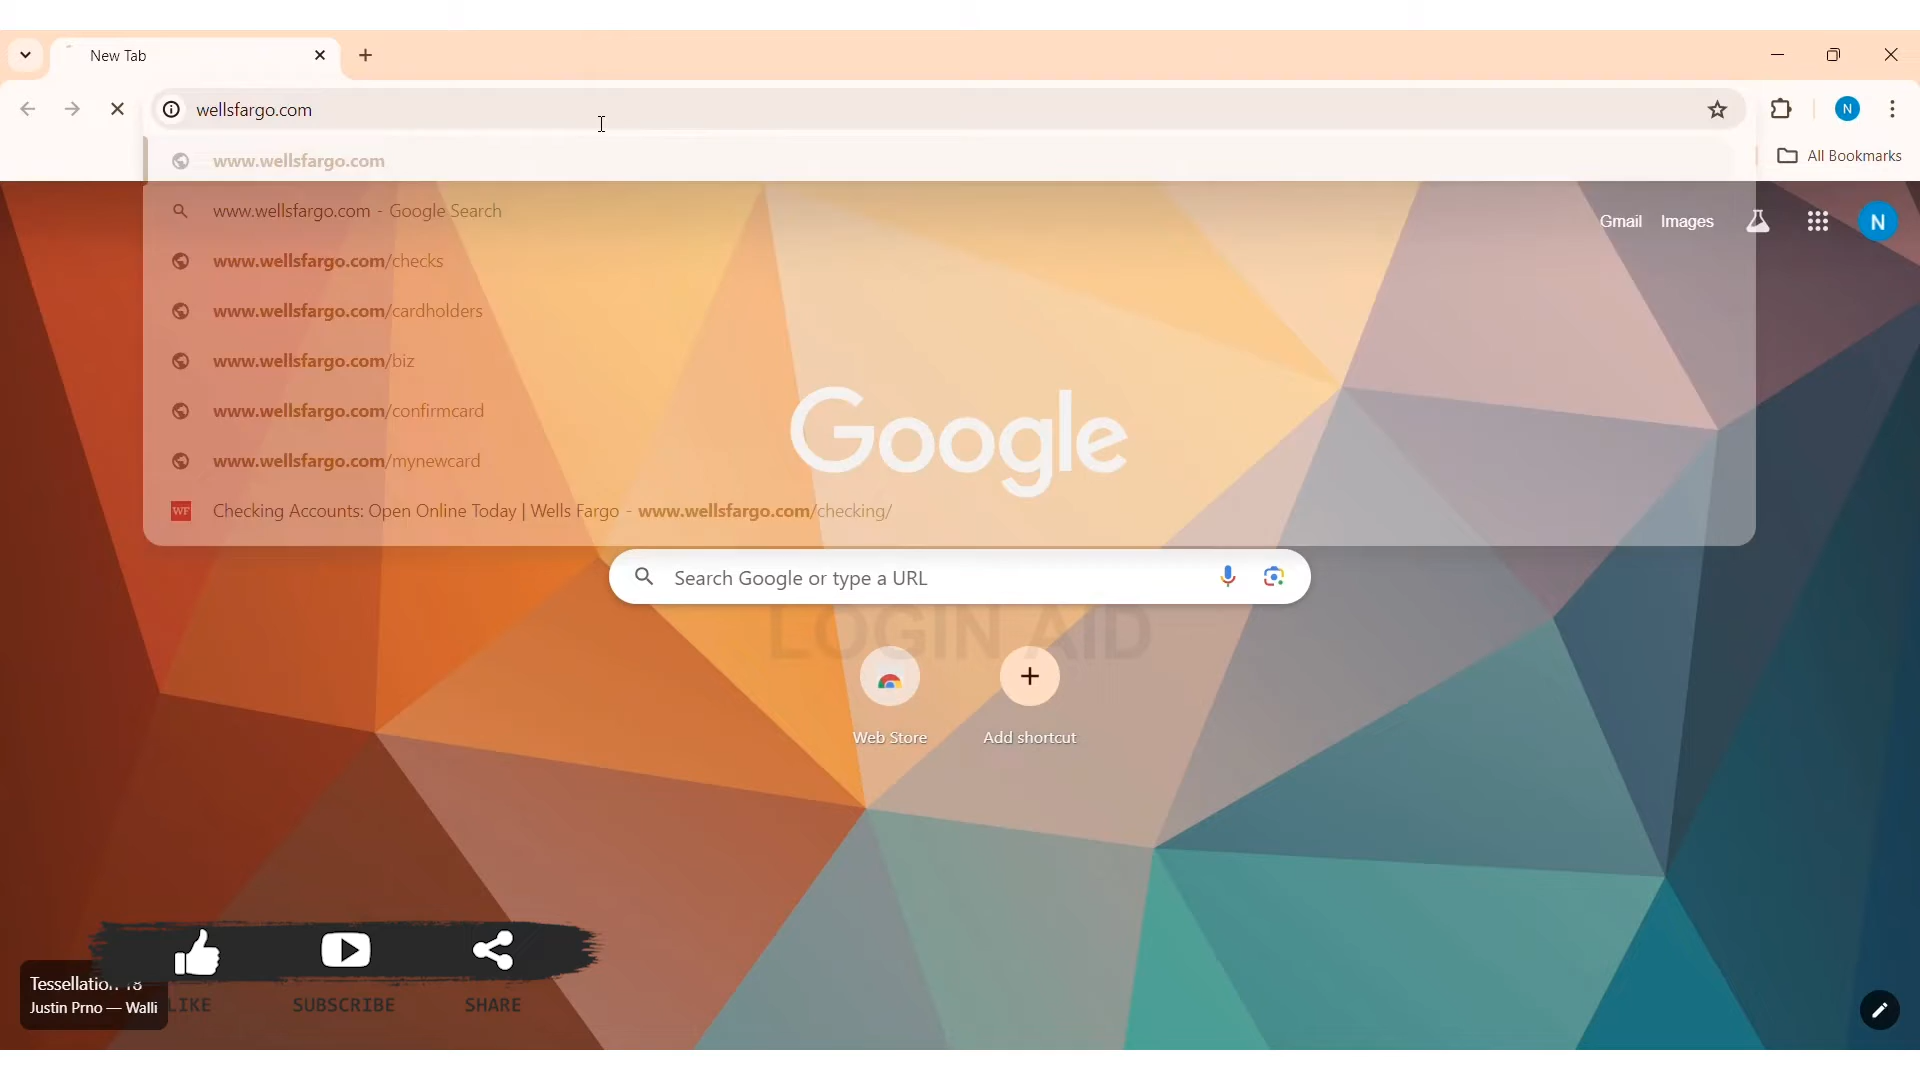 New Tab
wellsfargo.com
www.wellsfargo.com
All Bookmarks
www.wellsfargo.com - Google Search
Gmail Images
N
www.wellsfargo.com/checks
www.wellsfargo.com/cardholders
www.wellsfargo.com/biz
www.wellsfargo.com/confirmcard
Google
www.wellsfargo.com/mynewcard
WF Checking Accounts: Open Online Today | Wells Fargo - www.wellsfargo.com/checking/
Search Google or type a URL
LOGIN AID
Web Store Add shortcut
Tessellation 18
Justin Prno — Walli
LIKE SUBSCRIBE SHARE